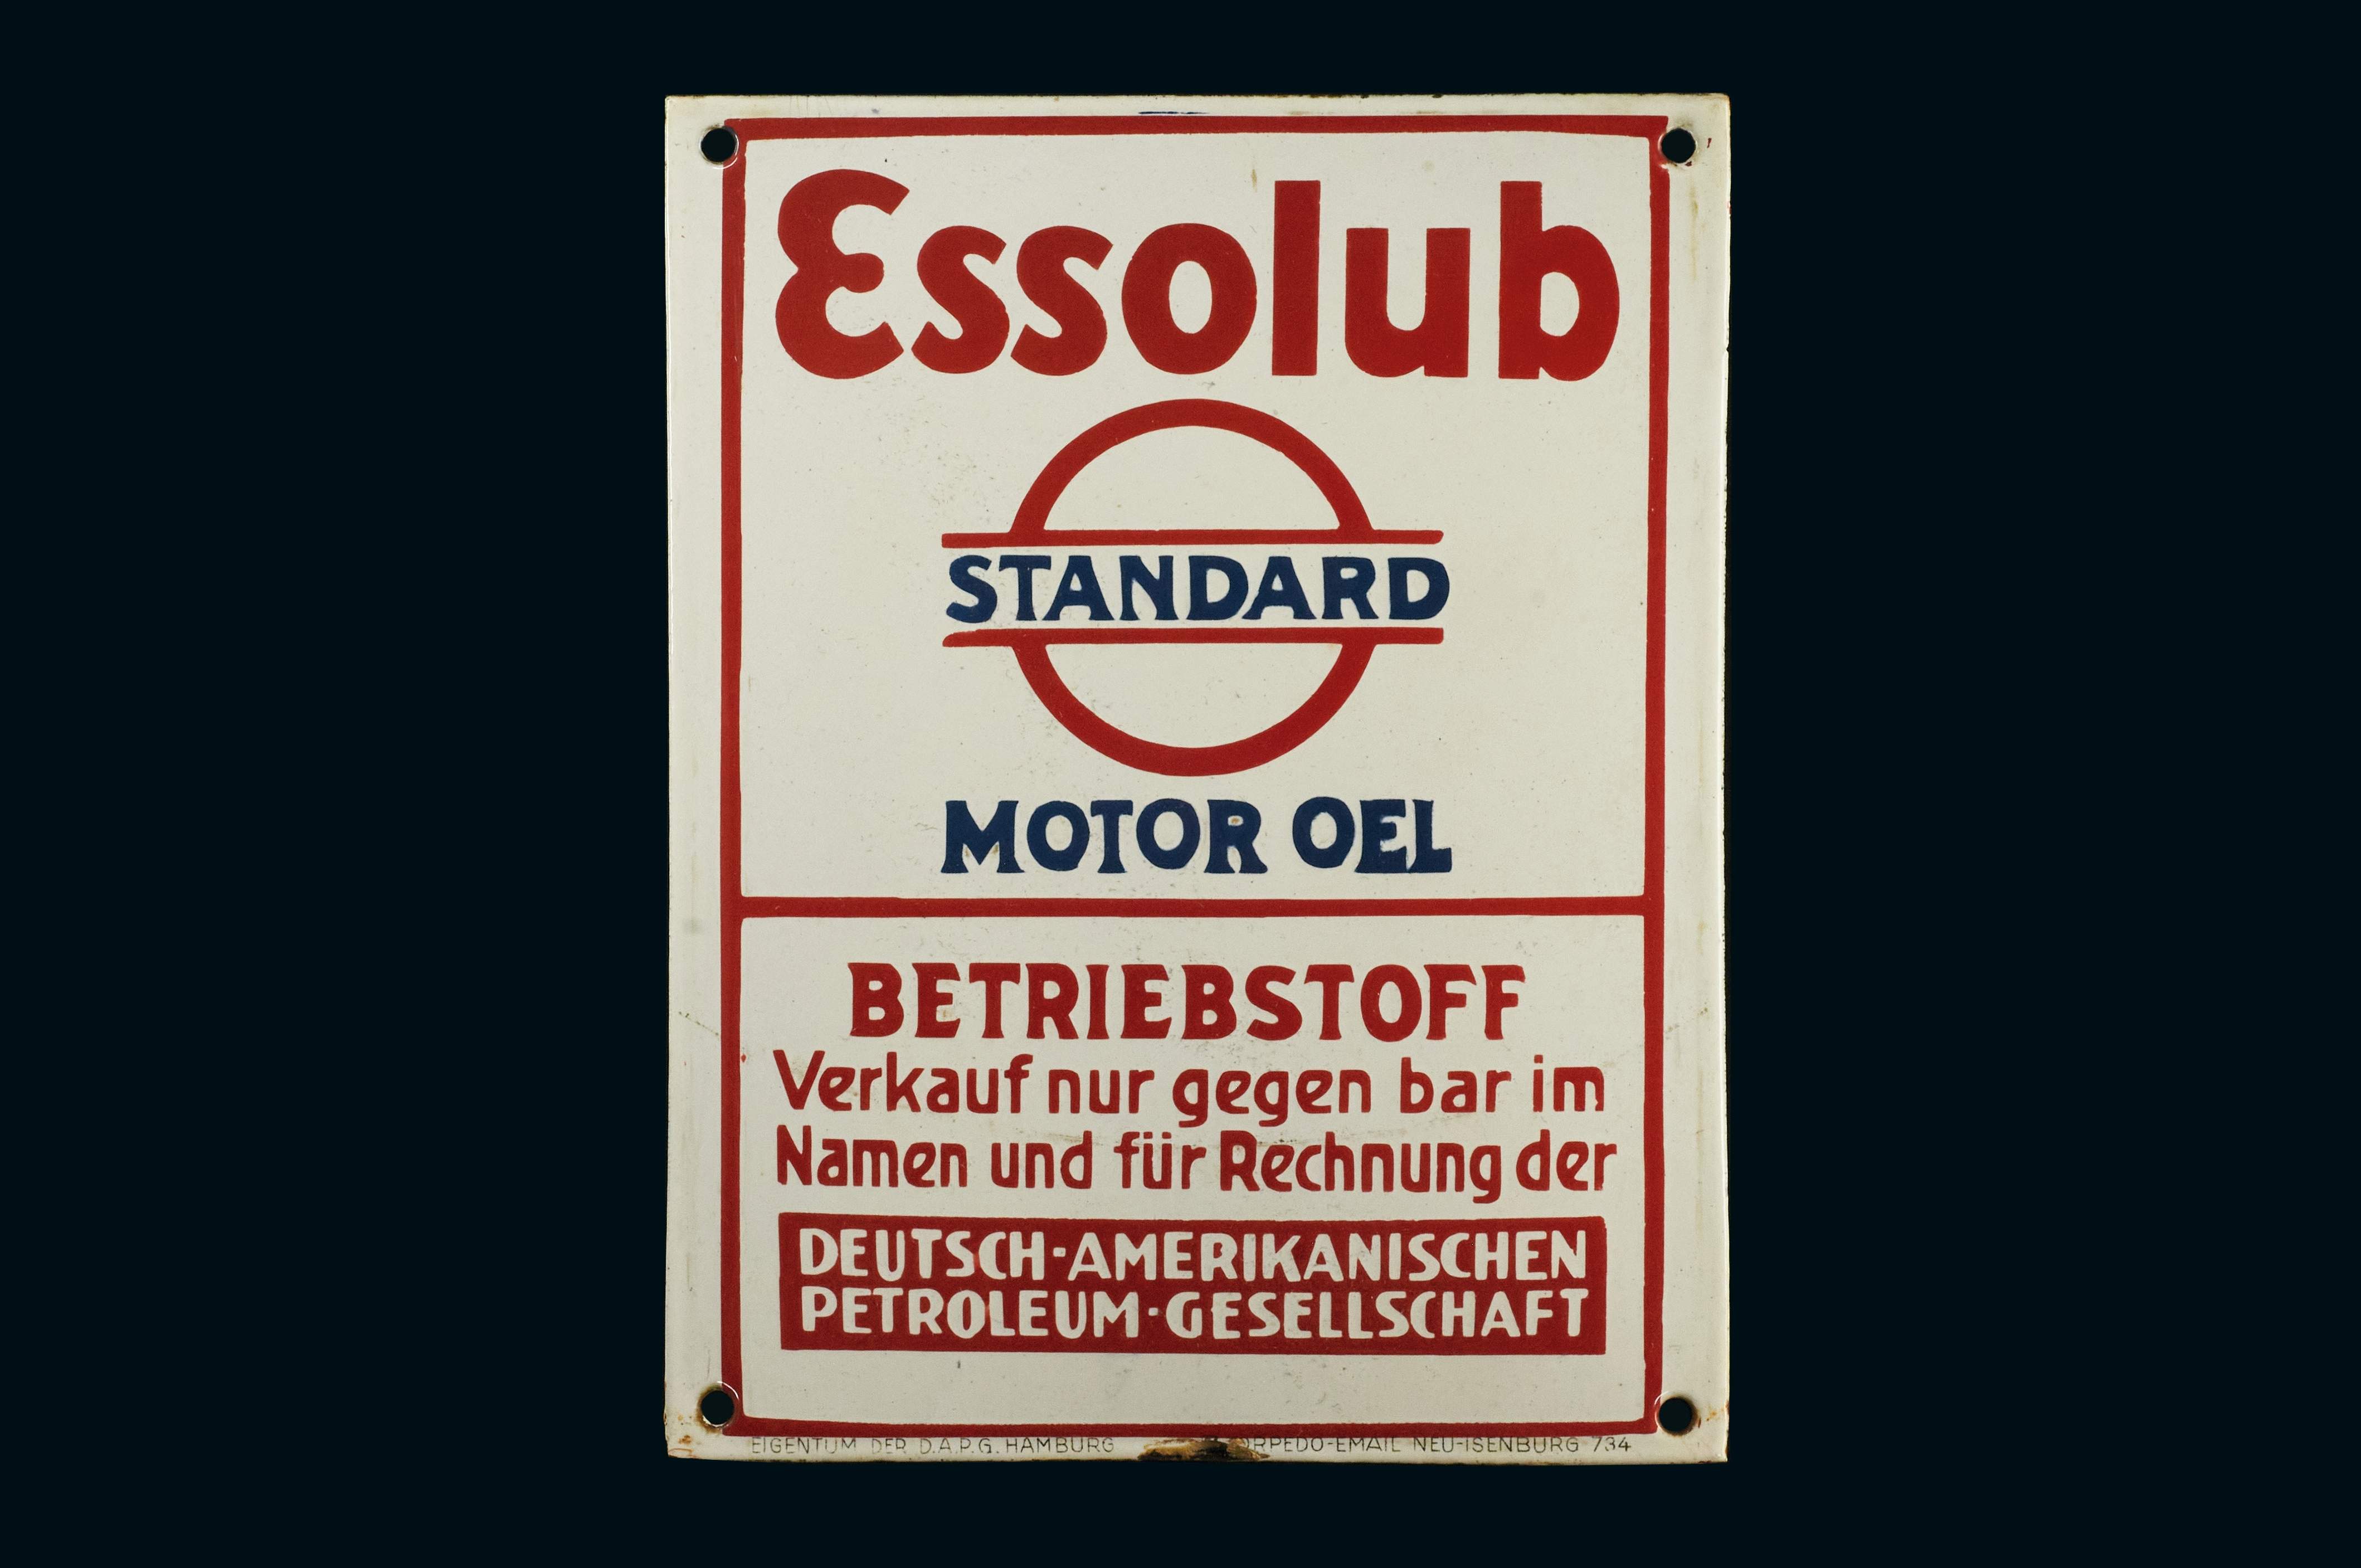 Essolub
STANDARD
MOTOR OEL
BETRIEBSTOFF
Verkauf nur gegen bar im
Namen und für Rechnung der
DEUTSCH-AMERIKANISCHEN
PETROLEUM-GESELLSCHAFT
EIGENTUM DER D.A.P.G. HAMBURG ORPEDO-EMAIL NEU-ISENBURG 734